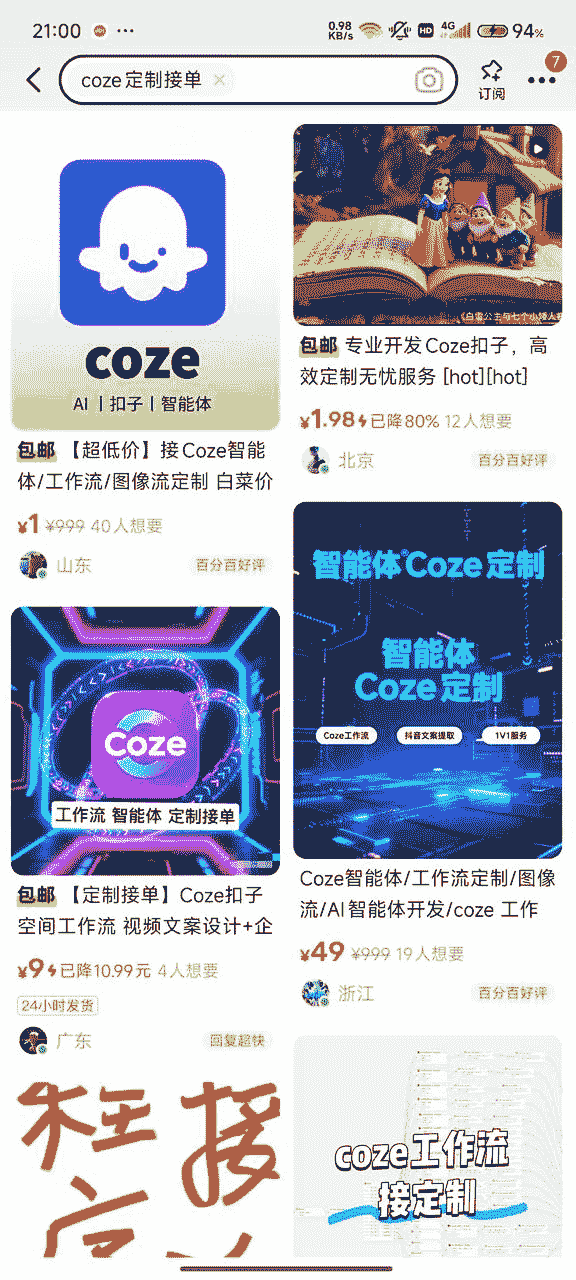 21:00
0.98 KB/s
HD
4G
94%
coze定制接单
订阅
7
coze
AI | 扣子 | 智能体
包邮 【超低价】接Coze智能
体/工作流/图像流定制 白菜价
¥1 ¥999 40人想要
山东
百分百好评
Coze
工作流 智能体 定制接单
包邮 【定制接单】Coze扣子
空间工作流 视频文案设计+企
¥9 已降10.99元 4人想要
24小时发货
广东
回复超快
接
包邮 专业开发Coze扣子，高
效定制无忧服务 [hot][hot]
¥1.98 已降80% 12人想要
北京
百分百好评
智能体Coze定制
智能体
Coze定制
Coze工作流
抖音文案提取
1V1服务
Coze智能体/工作流定制/图像
流/AI智能体开发/coze 工作
¥49 ¥999 19人想要
浙江
百分百好评
coze工作流
接定制